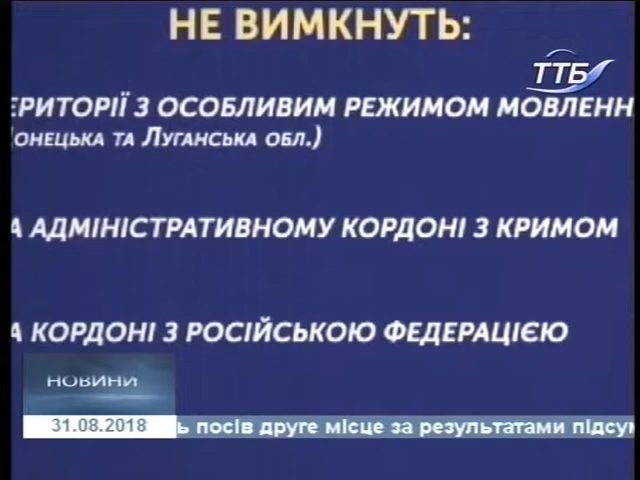 НЕ ВИМКНУТЬ:
ТТБ
ЕРИТОРІЇ З ОСОБЛИВИМ РЕЖИМОМ МОВЛЕНН
ОНЕЦЬКА ТА ЛУГАНСЬКА ОБЛ.)
А АДМІНІСТРАТИВНОМУ КОРДОНІ З КРИМОМ
А КОРДОНІ З РОСІЙСЬКОЮ ФЕДЕРАЦІЄЮ
НОВИНИ
31.08.2018
ь посів друге місце за результатами підсум